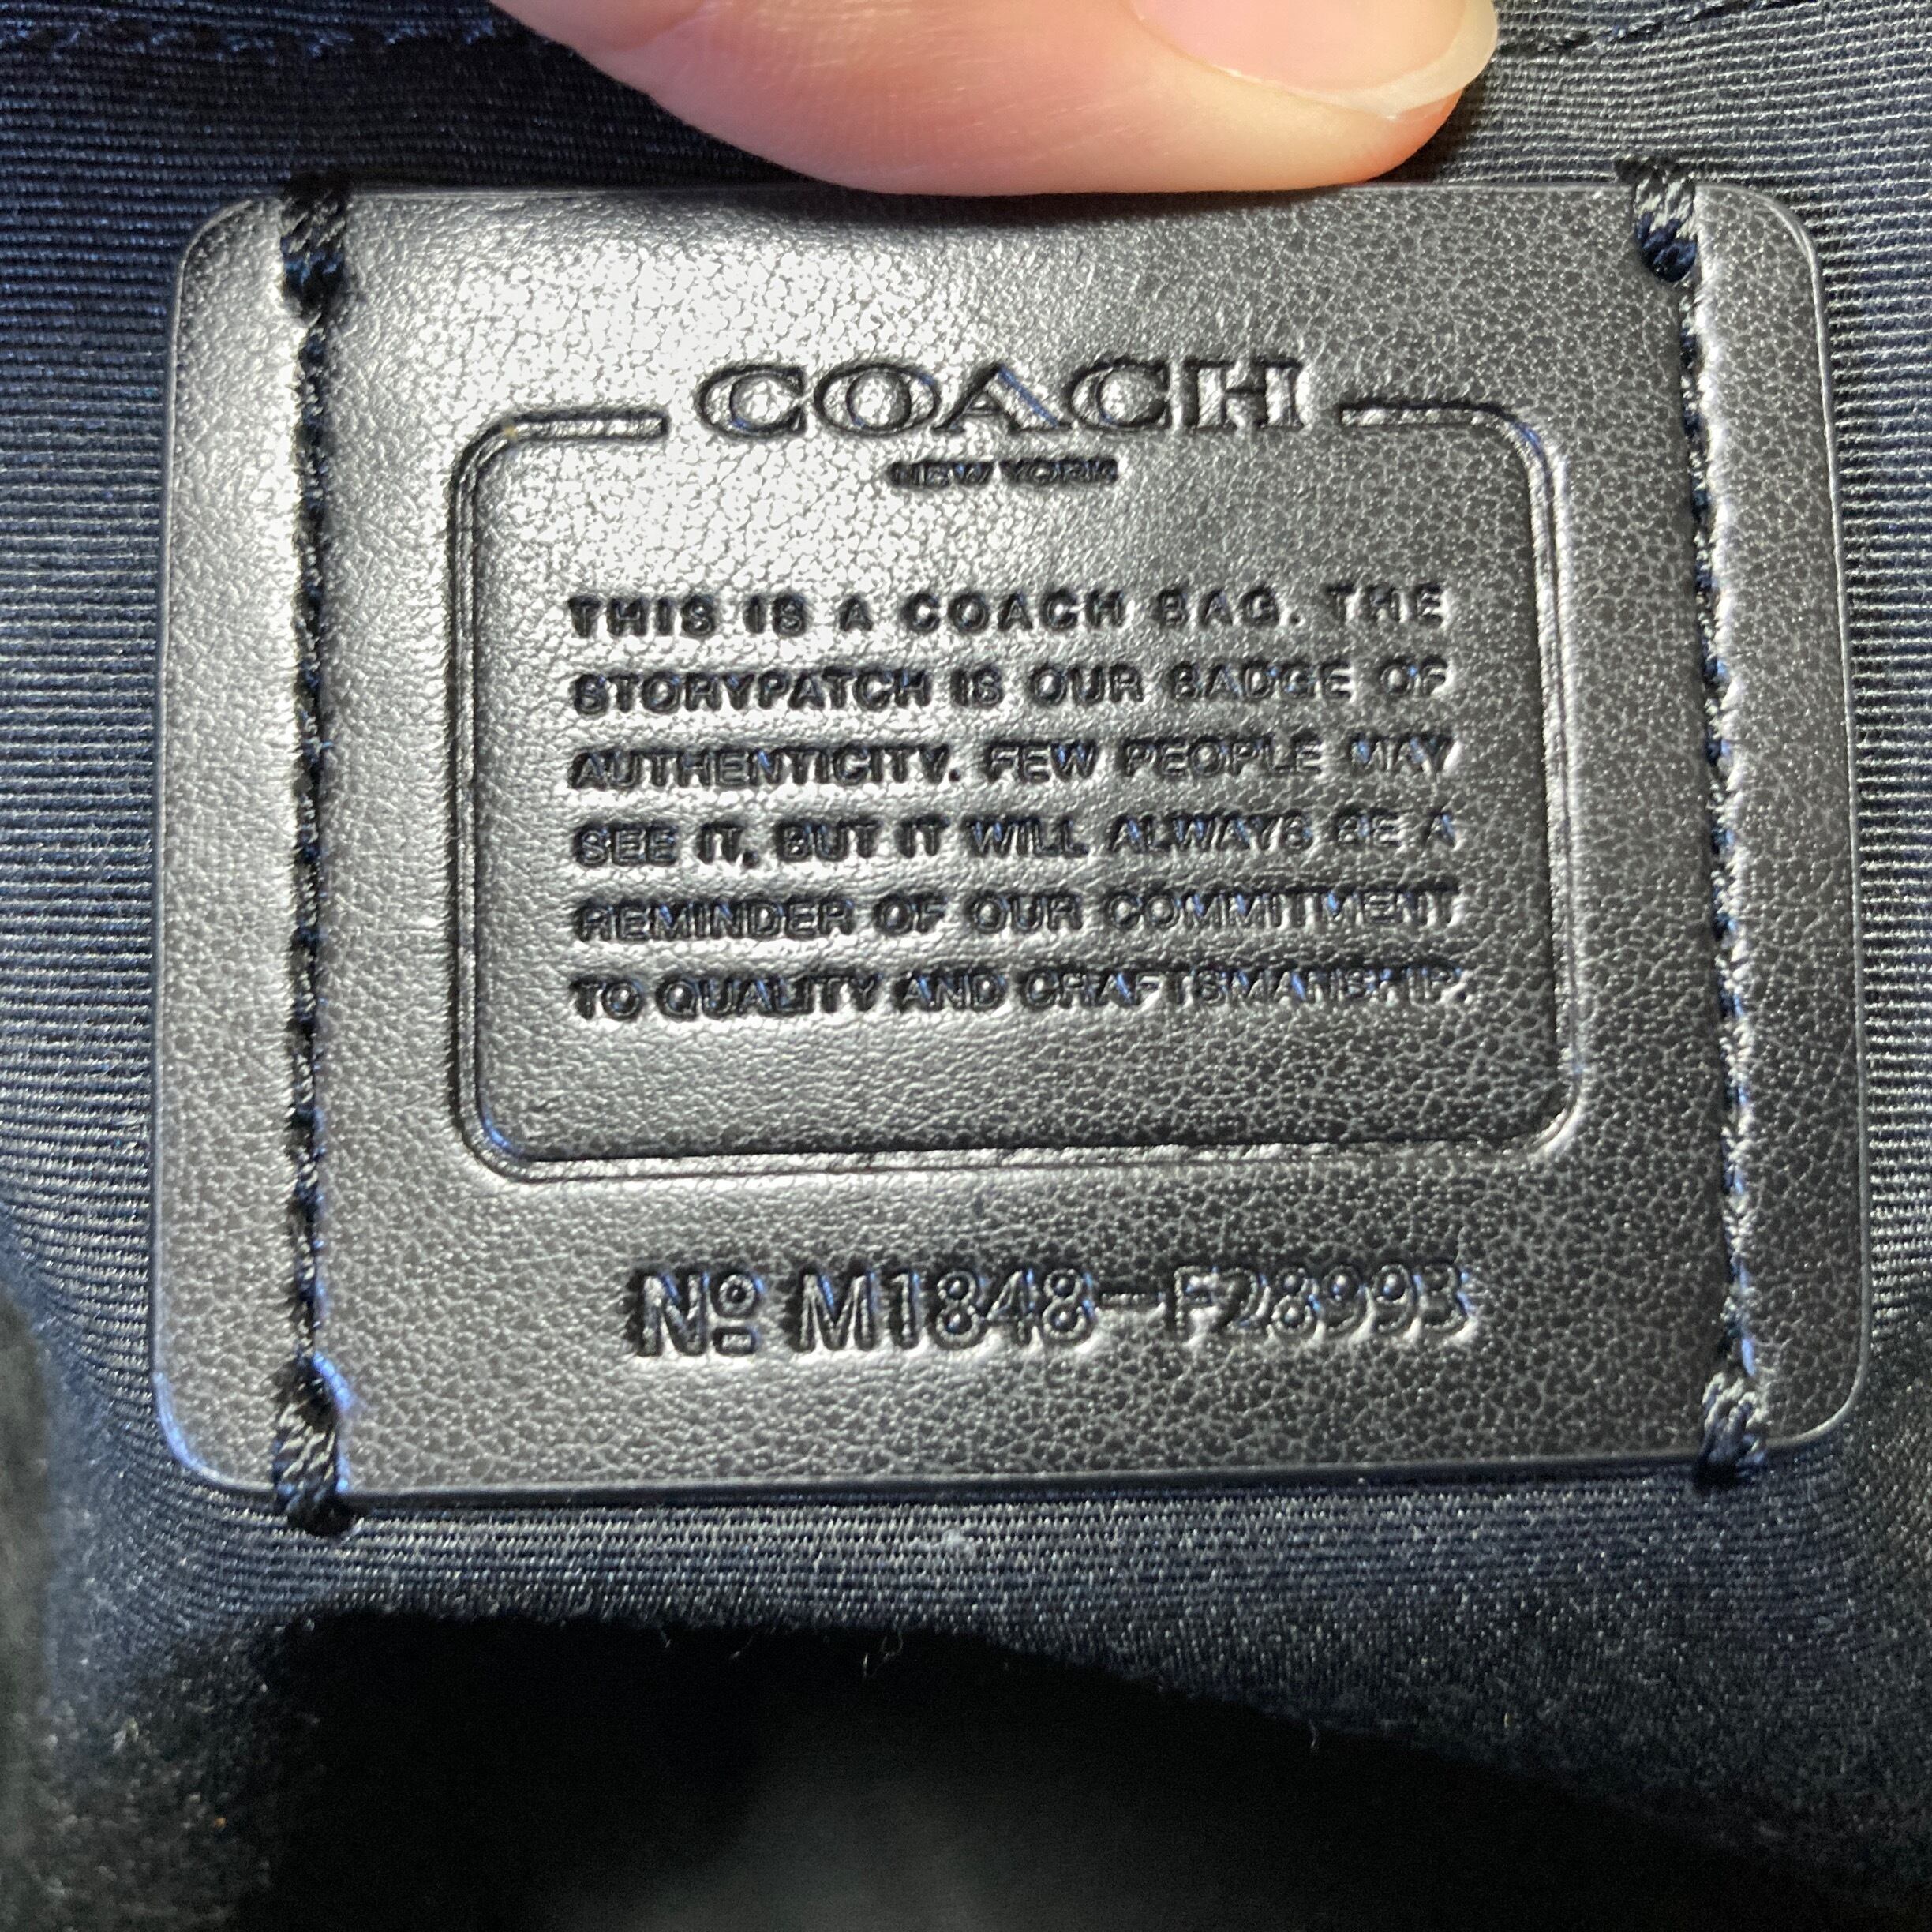 COACH
NEW YORK
THIS IS A COACH BAG. THE
STORYPATCH IS OUR BADGE OF
AUTHENTICITY. FEW PEOPLE MAY
SEE IT, BUT IT WILL ALWAYS BE A
REMINDER OF OUR COMMITMENT
TO QUALITY AND CRAFTSMANSHIP.
Nº M1848-F28993